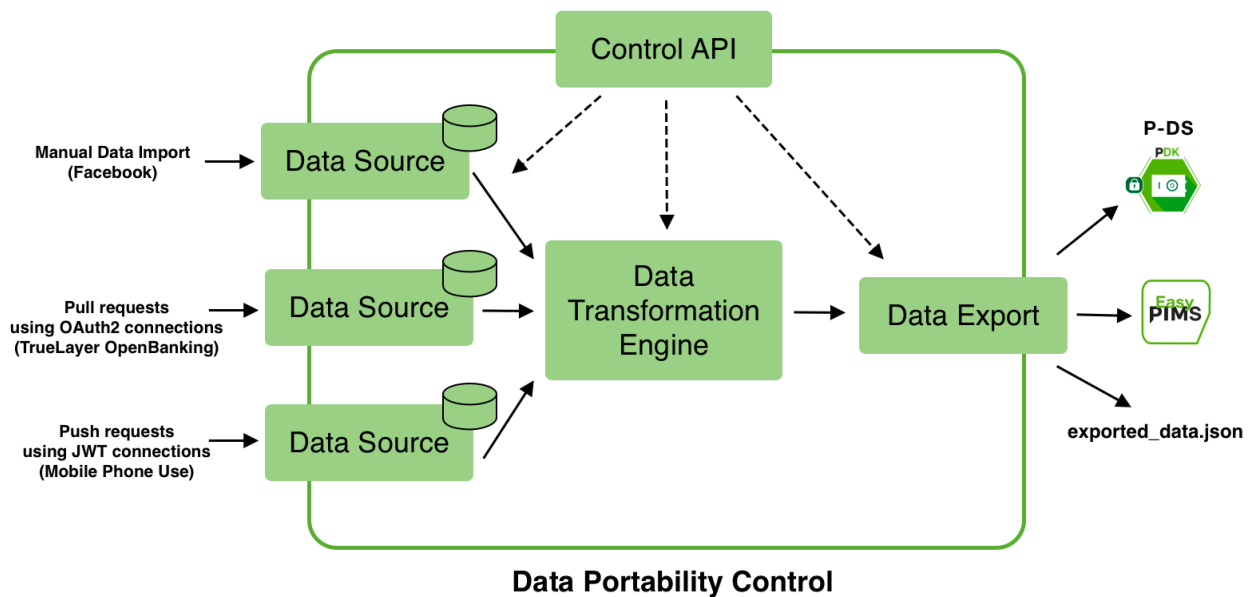 Control API
Manual Data Import
(Facebook)
Data Source
Pull requests
using OAuth2 connections
(TrueLayer OpenBanking)
Data Source
Push requests
using JWT connections
(Mobile Phone Use)
Data Source
Data
Transformation
Engine
Data Export
P-DS
PDK
Easy
PIMS
exported_data.json
Data Portability Control